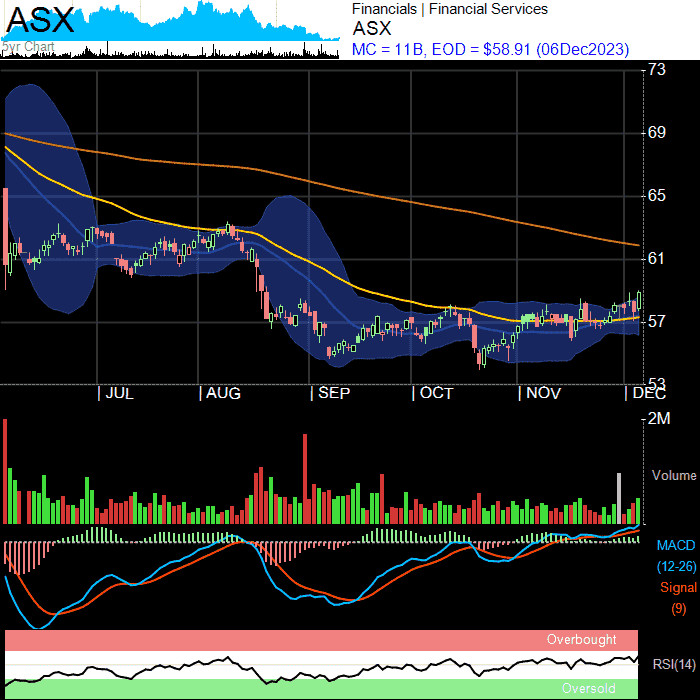 ASX
5yr Chart
Financials | Financial Services
ASX
MC = 11B, EOD = $58.91 (06Dec2023)
73
69
65
61
57
53
| JUL | AUG | SEP | OCT | NOV | DEC
2M
Volume
MACD
(12-26)
Signal
(9)
Overbought
RSI(14)
Oversold